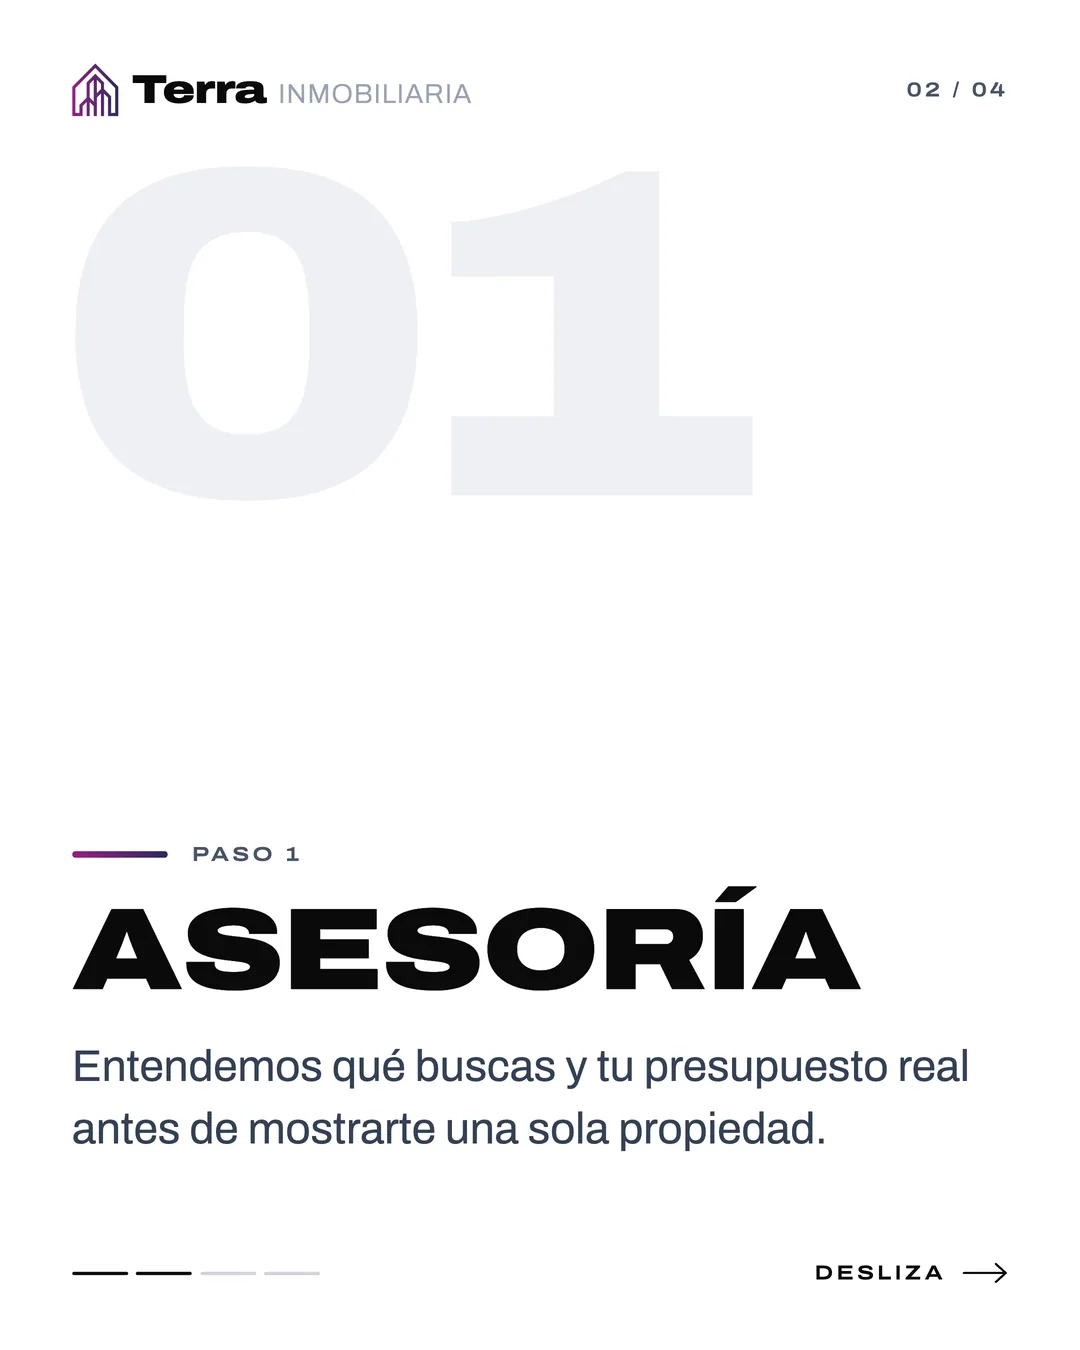 Terra INMOBILIARIA
02 / 04
01
PASO 1
ASESORÍA
Entendemos qué buscas y tu presupuesto real
antes de mostrarte una sola propiedad.
DESLIZA